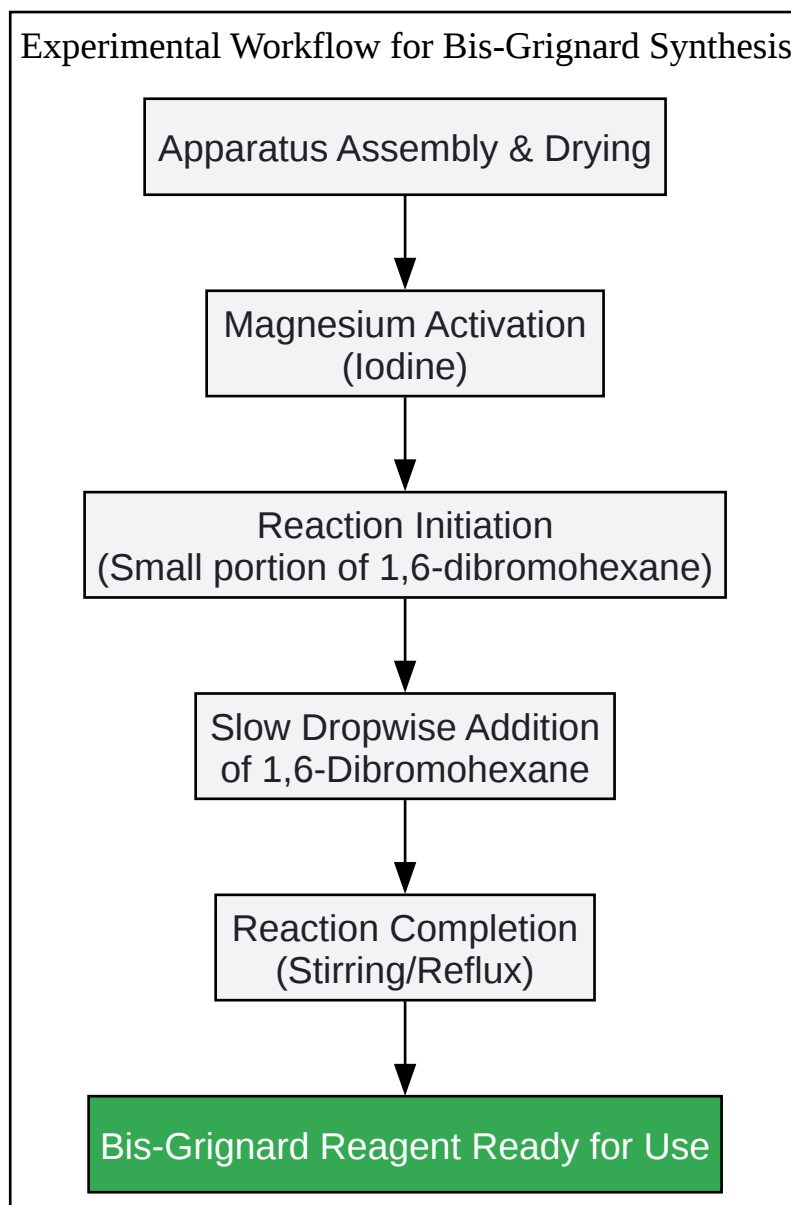 Experimental Workflow for Bis-Grignard Synthesis
Apparatus Assembly & Drying
Magnesium Activation
(Iodine)
Reaction Initiation
(Small portion of 1,6-dibromohexane)
Slow Dropwise Addition
of 1,6-Dibromohexane
Reaction Completion
(Stirring/Reflux)
Bis-Grignard Reagent Ready for Use